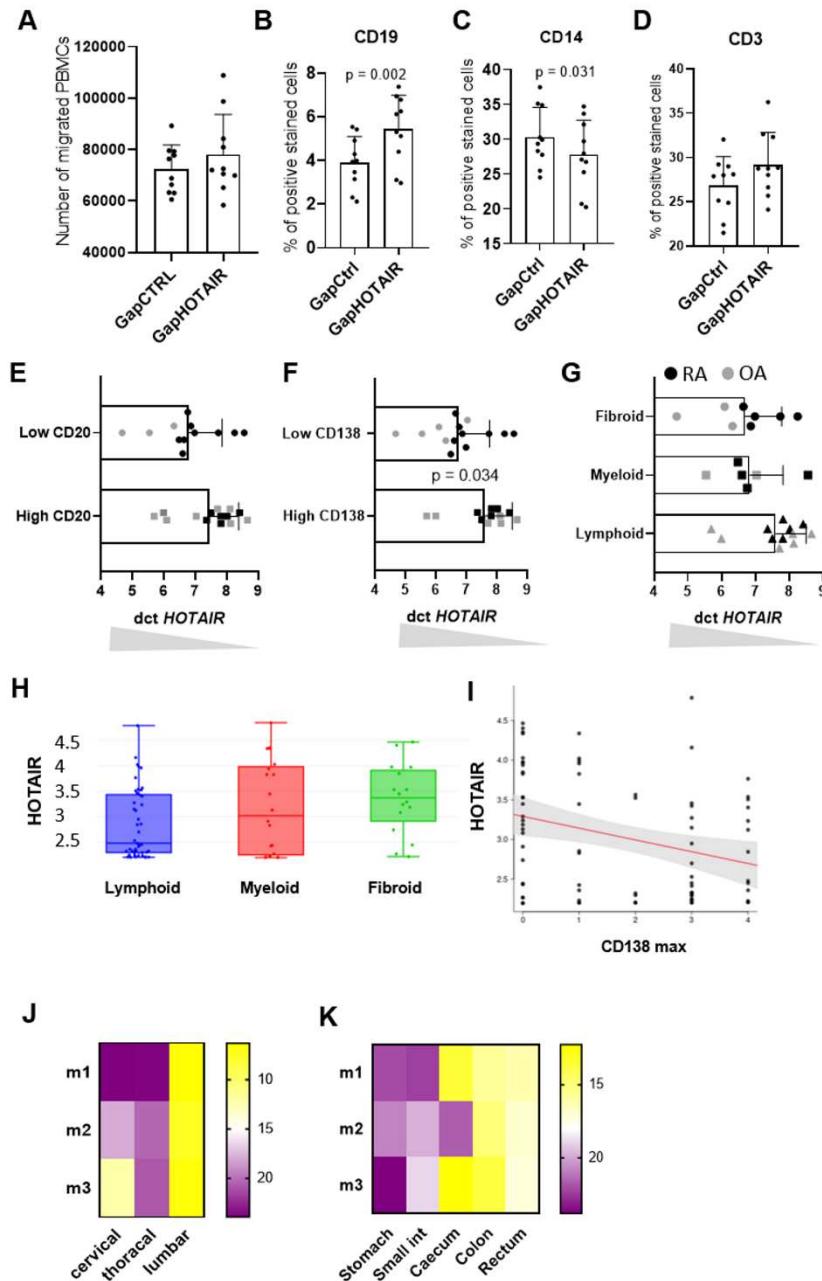 A
Number of migrated PBMCs
120000
100000
80000
60000
40000
GapCTRL
GapHOTAIR
B
CD19
p = 0.002
% of positive stained cells
8
6
4
2
0
GapCtrl
GapHOTAIR
C
CD14
p = 0.031
% of positive stained cells
40
35
30
25
20
15
GapCtrl
GapHOTAIR
D
CD3
% of positive stained cells
40
35
30
25
20
GapCtrl
GapHOTAIR
E
Low CD20
High CD20
4 5 6 7 8 9
dct HOTAIR
F
Low CD138
p = 0.034
High CD138
4 5 6 7 8 9
dct HOTAIR
G
RA OA
Fibroid
Myeloid
Lymphoid
4 5 6 7 8 9
dct HOTAIR
H
HOTAIR
4.5
4
3.5
3
2.5
Lymphoid Myeloid Fibroid
I
HOTAIR
4.5
4.0
3.5
3.0
2.5
0 1 2 3 4
CD138 max
J
m1
m2
m3
cervical
thoracal
lumbar
10
15
20
K
m1
m2
m3
Stomach
Small int
Caecum
Colon
Rectum
15
20